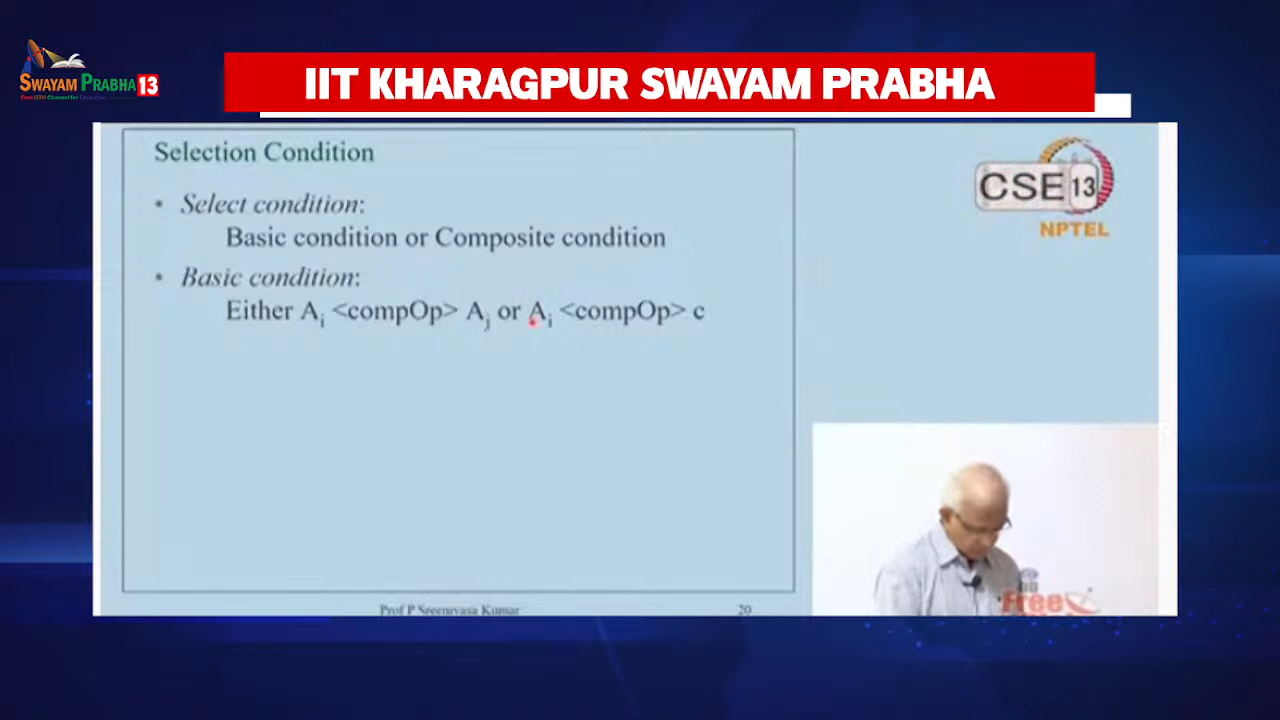 SWAYAM PRABHA 13
IIT KHARAGPUR SWAYAM PRABHA
Selection Condition
CSE 13
NPTEL
• Select condition:
Basic condition or Composite condition
• Basic condition:
Either Ai <compOp> Aj or Ai <compOp> c
Free
Prof P Sreenivasa Kumar
20